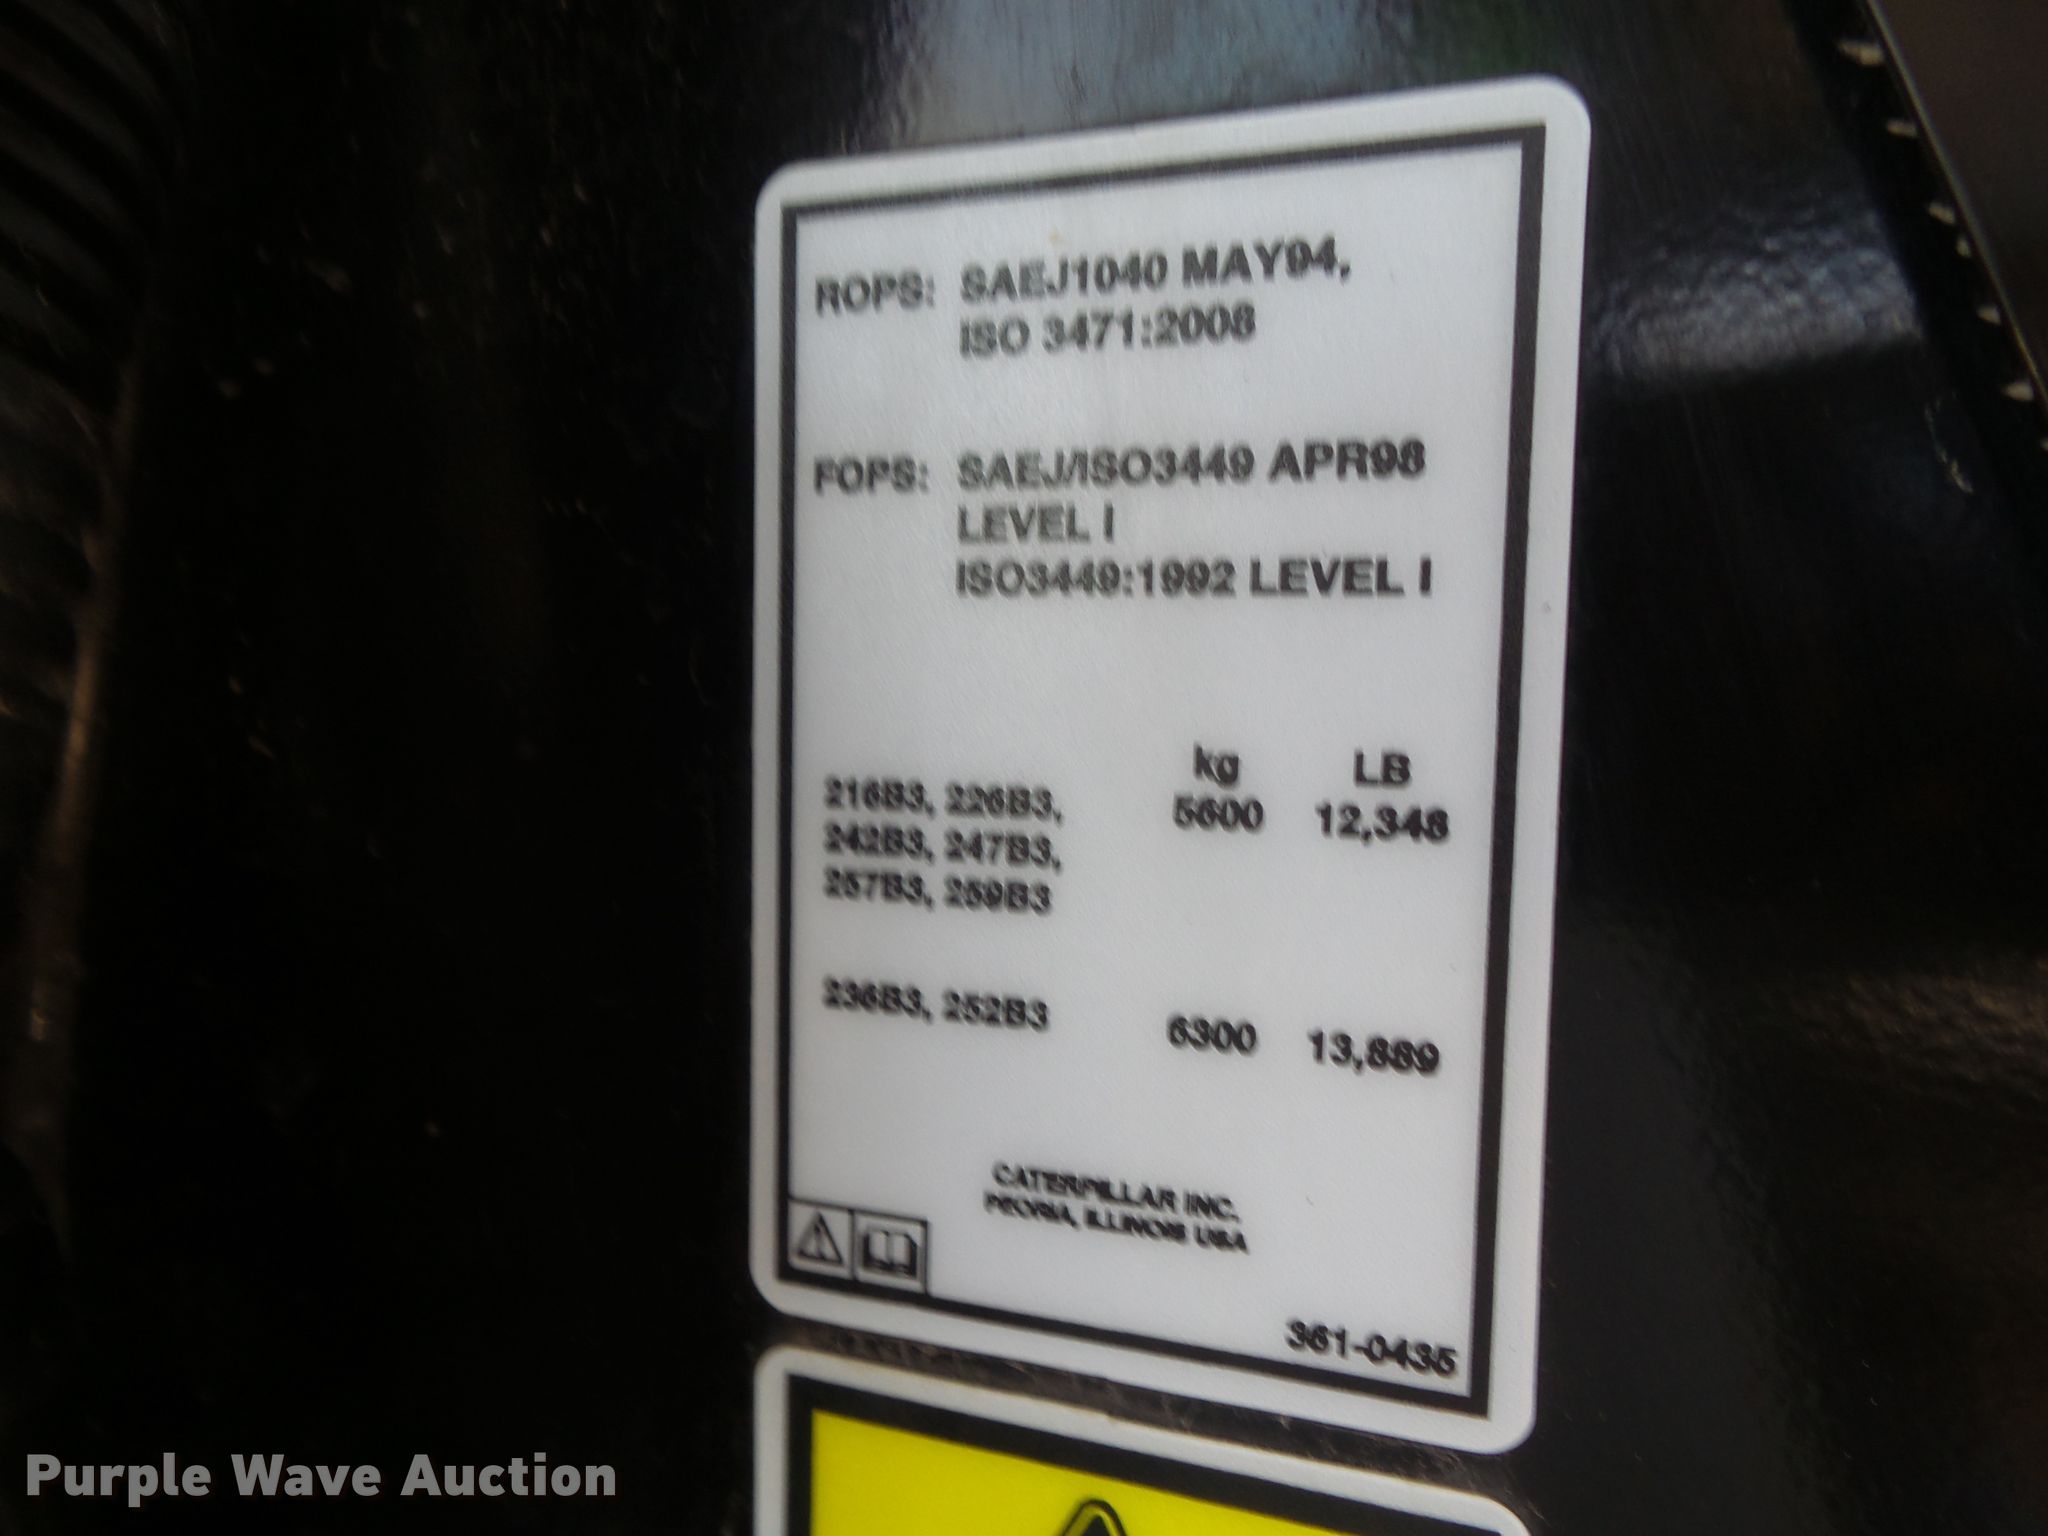 ROPS: SAEJ1040 MAY94,
ISO 3471:2008
FOPS: SAEJ/ISO3449 APR98
LEVEL I
ISO3449:1992 LEVEL I
kg LB
216B3, 226B3, 5600 12,348
242B3, 247B3,
257B3, 259B3
236B3, 252B3 6300 13,889
CATERPILLAR INC.
PEORIA, ILLINOIS USA
361-0435
Purple Wave Auction